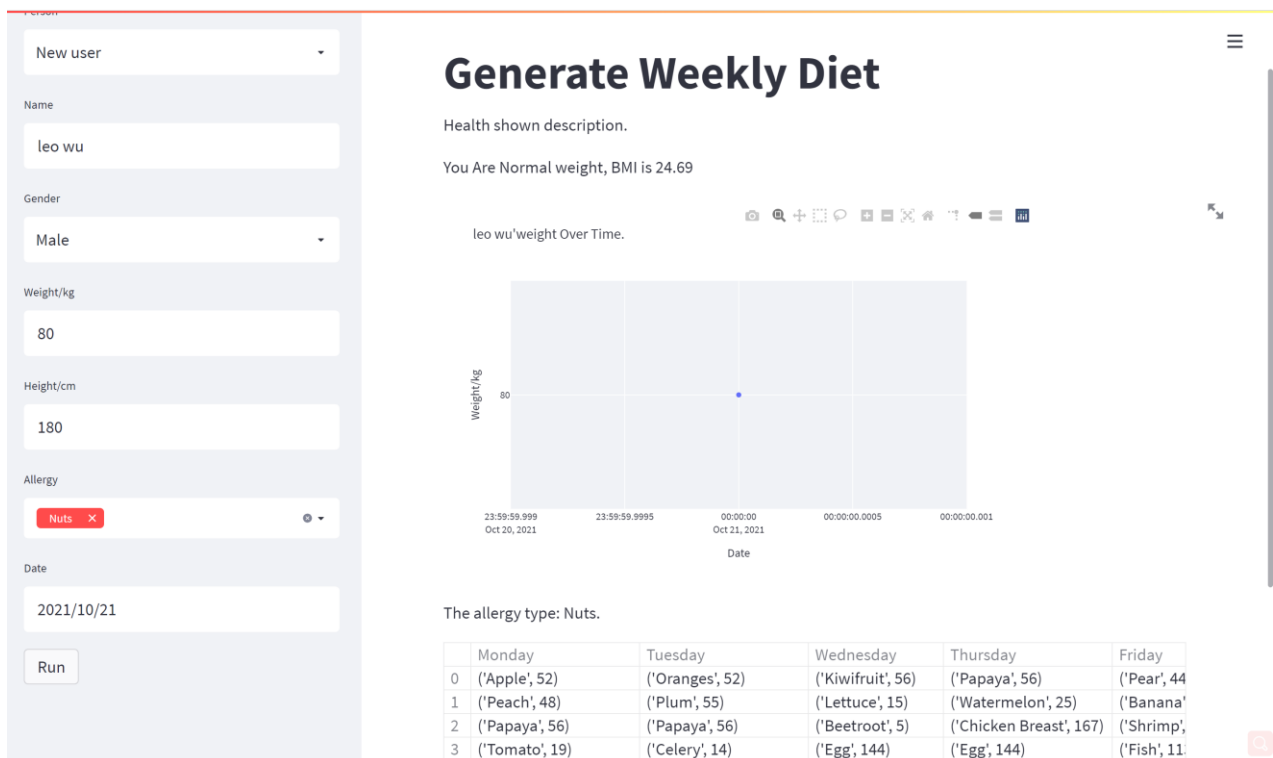 Person
New user
Name
leo wu
Gender
Male
Weight/kg
80
Height/cm
180
Allergy
Nuts
Date
2021/10/21
Run
Generate Weekly Diet
Health shown description.
You Are Normal weight, BMI is 24.69
leo wu'weight Over Time.
Weight/kg
80
23:59:59.999 23:59:59.9995 00:00:00 00:00:00.0005 00:00:00.001
Oct 20, 2021 Oct 21, 2021
Date
The allergy type: Nuts.
Monday Tuesday Wednesday Thursday Friday
0 ('Apple', 52) ('Oranges', 52) ('Kiwifruit', 56) ('Papaya', 56) ('Pear', 44
1 ('Peach', 48) ('Plum', 55) ('Lettuce', 15) ('Watermelon', 25) ('Banana'
2 ('Papaya', 56) ('Papaya', 56) ('Beetroot', 5) ('Chicken Breast', 167) ('Shrimp',
3 ('Tomato', 19) ('Celery', 14) ('Egg', 144) ('Egg', 144) ('Fish', 11